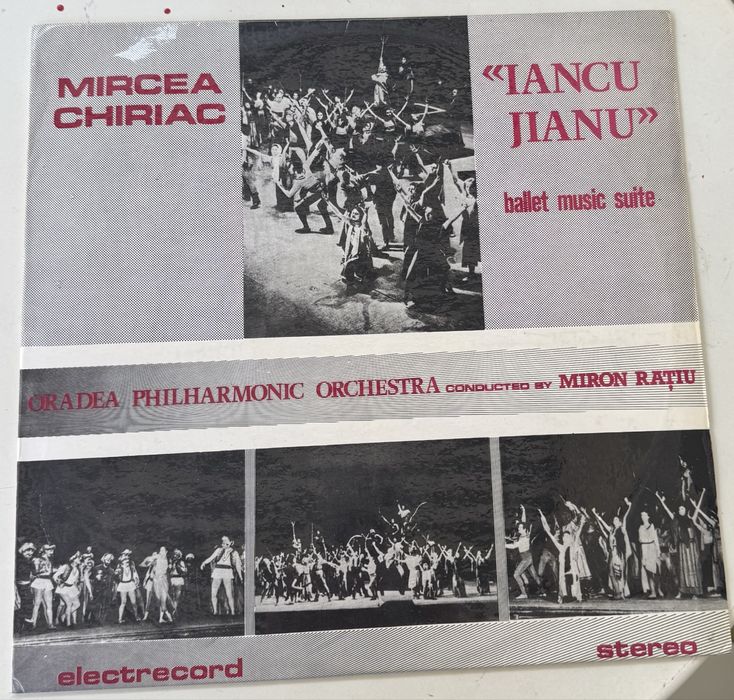 MIRCEA
CHIRIAC
«IANCU
JIANU»
ballet music suite
ORADEA PHILHARMONIC ORCHESTRA CONDUCTED BY MIRON RAȚIU
electrecord
stereo